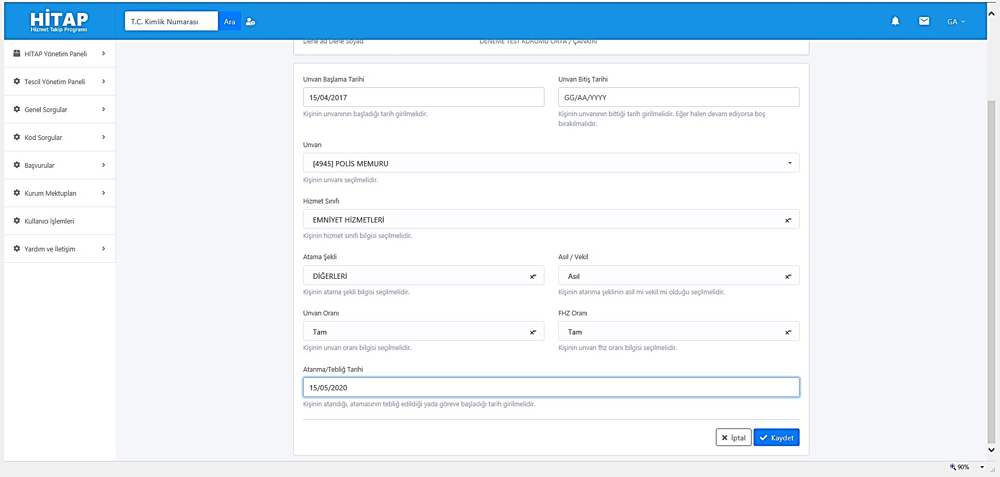 HİTAP
Hizmet Takip Programı
T.C. Kimlik Numarası
Ara
GA
HİTAP Yönetim Paneli
Tescil Yönetim Paneli
Genel Sorgular
Kod Sorgular
Başvurular
Kurum Mektupları
Kullanıcı İşlemleri
Yardım ve İletişim
Dene ad Dene Soyad
DENEME TEST KURUMU ORTA / ÇANKIRI
Unvan Başlama Tarihi
Unvan Bitiş Tarihi
15/04/2017
GG/AA/YYYY
Kişinin unvanının başladığı tarih girilmelidir.
Kişinin unvanının bittiği tarih girilmelidir. Eğer halen devam ediyorsa boş
bırakılmalıdır.
Unvan
[4945] POLİS MEMURU
Kişinin unvanı seçilmelidir.
Hizmet Sınıfı
EMNİYET HİZMETLERİ
Kişinin hizmet sınıfı bilgisi seçilmelidir.
Atama Şekli
Asıl / Vekil
DİĞERLERİ
Asıl
Kişinin atama şekli bilgisi seçilmelidir.
Kişinin atanma şeklinin asil mi vekil mi olduğu seçilmelidir.
Unvan Oranı
FHZ Oranı
Tam
Tam
Kişinin unvan oranı bilgisi seçilmelidir.
Kişinin unvan fhz oranı bilgisi seçilmelidir.
Atanma/Tebliğ Tarihi
15/05/2020
Kişinin atandığı, atamasının tebliğ edildiği yada göreve başladığı tarih girilmelidir.
İptal
Kaydet
90%